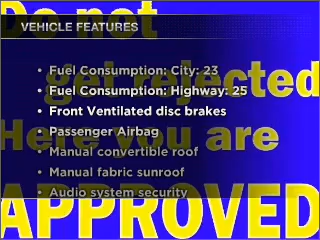 Do not
VEHICLE FEATURES
get rejected
• Fuel Consumption: City: 23
• Fuel Consumption: Highway: 25
• Front Ventilated disc brakes
• Passenger Airbag
Here you are
• Manual convertible roof
• Manual fabric sunroof
• Audio system security
APPROVED